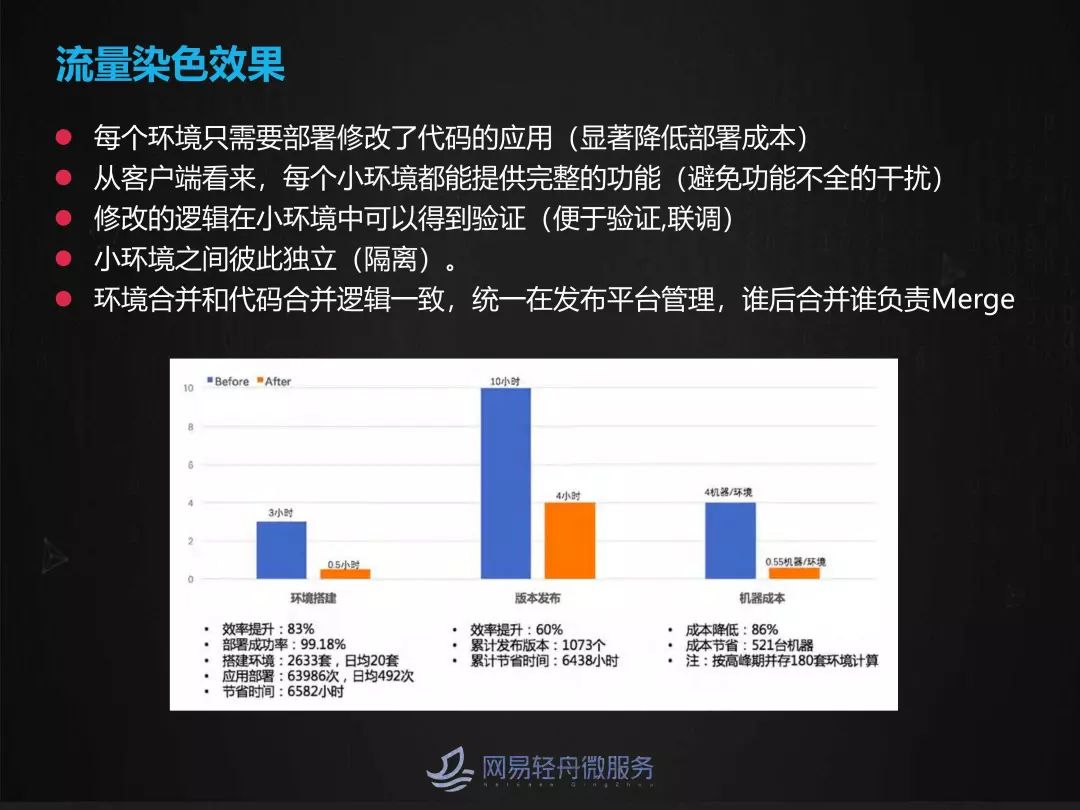 流量染色效果
每个环境只需要部署修改了代码的应用（显著降低部署成本）
从客户端看来，每个小环境都能提供完整的功能（避免功能不全的干扰）
修改的逻辑在小环境中可以得到验证（便于验证,联调）
小环境之间彼此独立（隔离）。
环境合并和代码合并逻辑一致，统一在发布平台管理，谁后合并谁负责Merge
Before After
10
8
6
4
2
0
3小时
0.5小时
10小时
4小时
4机器/环境
0.55机器/环境
环境搭建
版本发布
机器成本
• 效率提升：83%
• 部署成功率：99.18%
• 搭建环境：2633套，日均20套
• 应用部署：63986次，日均492次
• 节省时间：6582小时
• 效率提升：60%
• 累计发布版本：1073个
• 累计节省时间：6438小时
• 成本降低：86%
• 成本节省：521台机器
• 注：按高峰期并存180套环境计算
网易轻舟微服务